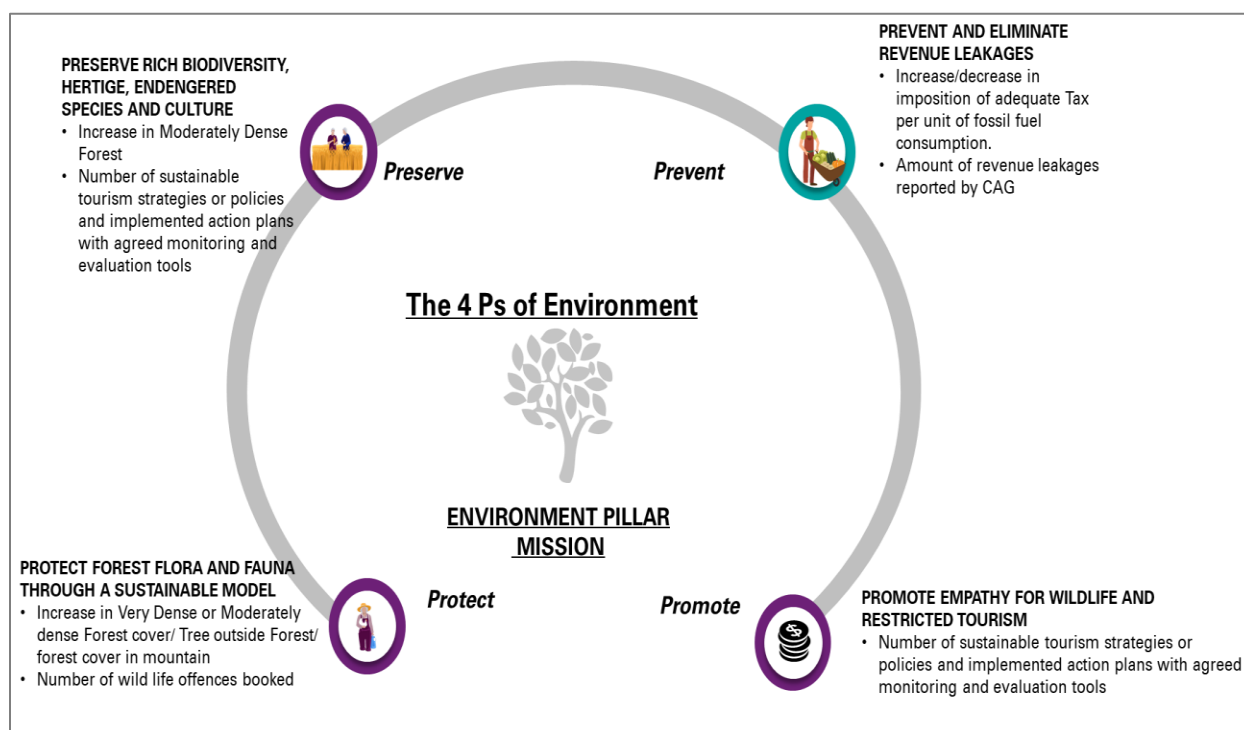 PRESERVE RICH BIODIVERSITY,
HERTIGE, ENDANGERED
SPECIES AND CULTURE
• Increase in Moderately Dense
Forest
• Number of sustainable
tourism strategies or policies
and implemented action plans
with agreed monitoring and
evaluation tools
Preserve
PREVENT AND ELIMINATE
REVENUE LEAKAGES
• Increase/decrease in
imposition of adequate Tax
per unit of fossil fuel
consumption.
• Amount of revenue leakages
reported by CAG
Prevent
The 4 Ps of Environment
ENVIRONMENT PILLAR
MISSION
PROTECT FOREST FLORA AND FAUNA
THROUGH A SUSTAINABLE MODEL
• Increase in Very Dense or Moderately
dense Forest cover/ Tree outside Forest/
forest cover in mountain
• Number of wild life offences booked
Protect
Promote
PROMOTE EMPATHY FOR WILDLIFE AND
RESTRICTED TOURISM
• Number of sustainable tourism strategies or
policies and implemented action plans with agreed
monitoring and evaluation tools